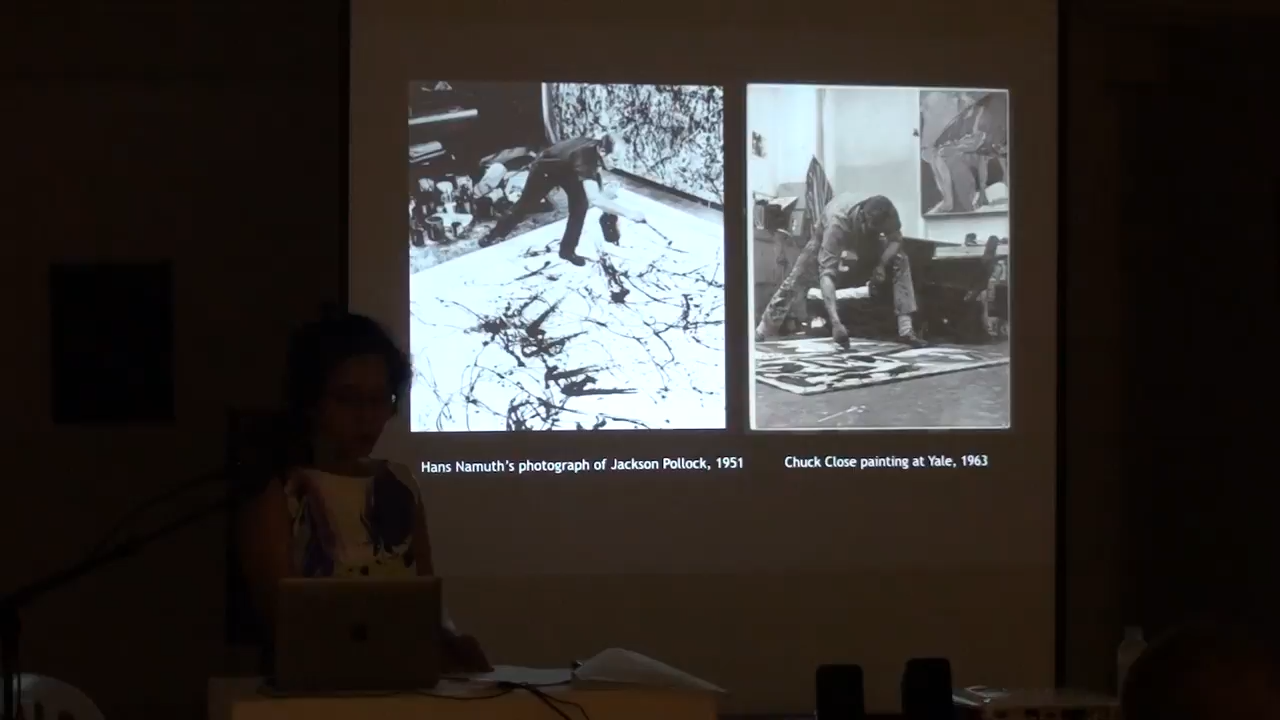 Hans Namuth's photograph of Jackson Pollock, 1951
Chuck Close painting at Yale, 1963